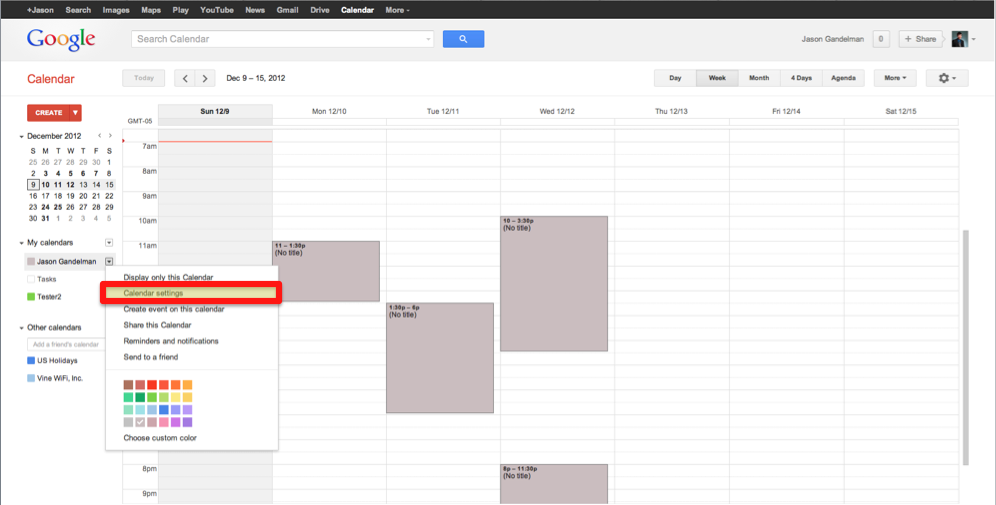 +Jason Search Images Maps Play YouTube News Gmail Drive Calendar More
Google
Search Calendar
Jason Gandelman 0 + Share
Calendar
Today
Dec 9 – 15, 2012
Day Week Month 4 Days Agenda More
CREATE
Sun 12/9 Mon 12/10 Tue 12/11 Wed 12/12 Thu 12/13 Fri 12/14 Sat 12/15
GMT-05
December 2012
S M T W T F S
25 26 27 28 29 30 1
2 3 4 5 6 7 8
9 10 11 12 13 14 15
16 17 18 19 20 21 22
23 24 25 26 27 28 29
30 31 1 2 3 4 5
My calendars
Jason Gandelman
Tasks
Tester2
Other calendars
Add a friend's calendar
US Holidays
Vine WiFi, Inc.
Display only this Calendar
Calendar settings
Create event on this calendar
Share this Calendar
Reminders and notifications
Send to a friend
Choose custom color
7am
8am
9am
10am
11am
8pm
9pm
11 – 1:30p
(No title)
1:30p – 6p
(No title)
10 – 3:30p
(No title)
8p – 11:30p
(No title)